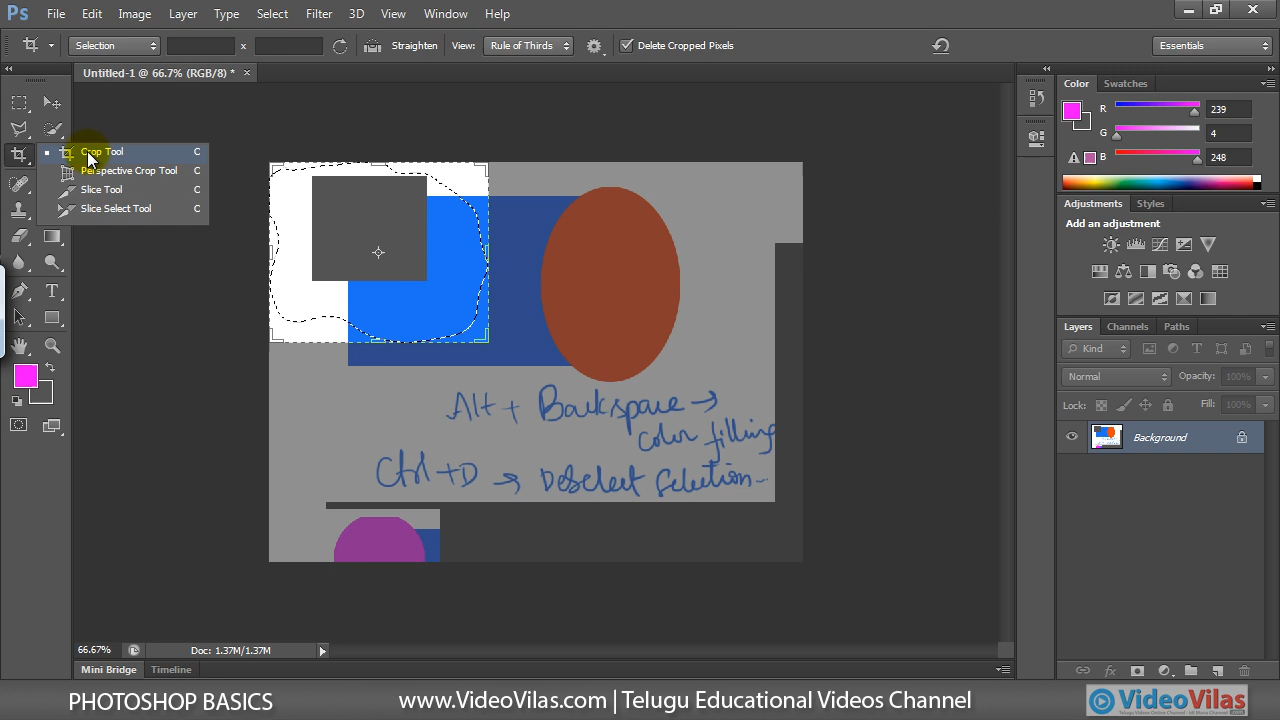 Ps File Edit Image Layer Type Select Filter 3D View Window Help
Selection x Straighten View: Rule of Thirds Delete Cropped Pixels Essentials
Untitled-1 @ 66.7% (RGB/8) * ×
Crop Tool C
Perspective Crop Tool C
Slice Tool C
Slice Select Tool C
T
Alt + Backspace →
Color filling
Ctrl + D → Deselect Selection -
66.67% Doc: 1.37M/1.37M
Mini Bridge Timeline
Color Swatches
R 239
G 4
B 248
Adjustments Styles
Add an adjustment
Layers Channels Paths
Kind T
Normal Opacity: 100%
Lock: Fill: 100%
Background
fx
PHOTOSHOP BASICS www.VideoVilas.com | Telugu Educational Videos Channel
VideoVilas